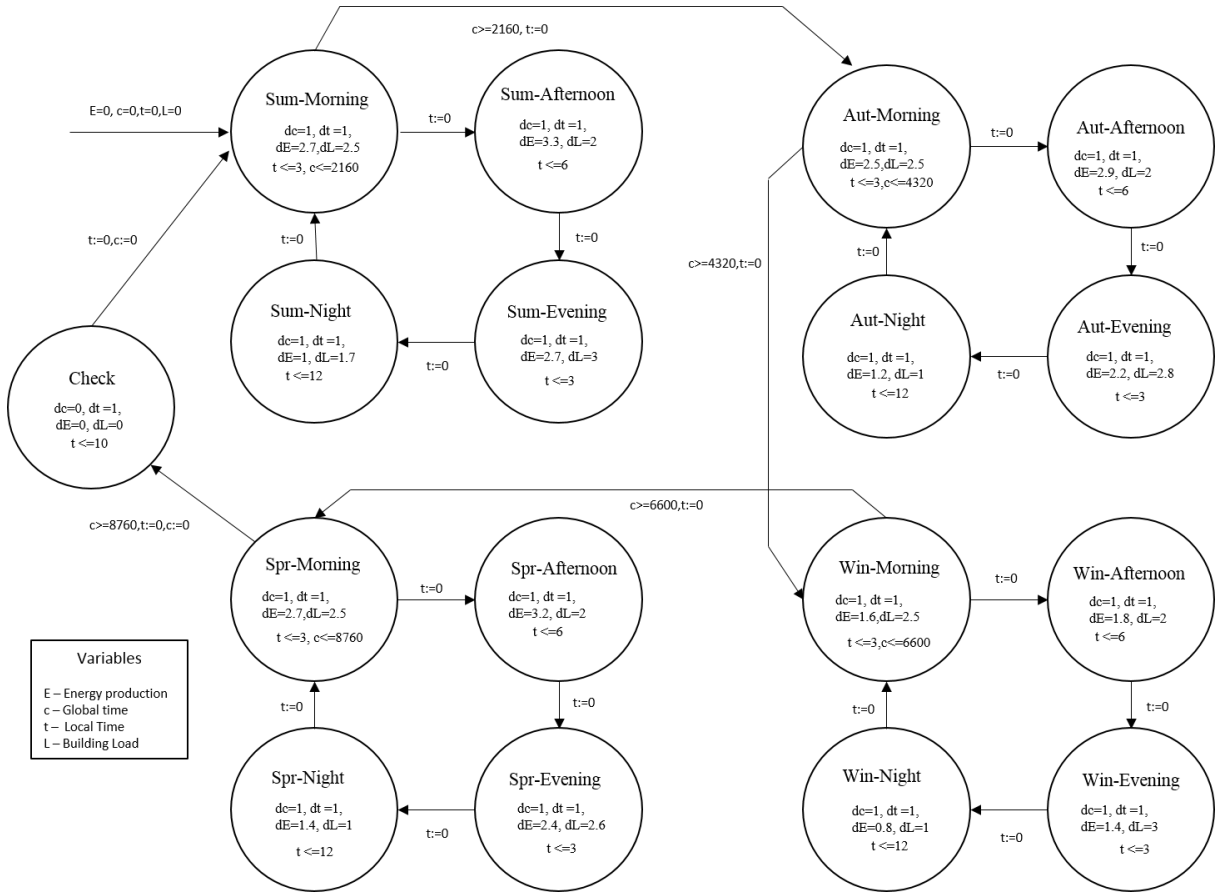 c>=2160, t:=0
E=0, c=0,t=0,L=0
Sum-Morning
dc=1, dt =1,
dE=2.7,dL=2.5
t <=3, c<=2160
t:=0
Sum-Afternoon
dc=1, dt =1,
dE=3.3, dL=2
t <=6
t:=0
Sum-Evening
dc=1, dt =1,
dE=2.7, dL=3
t <=3
t:=0
Sum-Night
dc=1, dt =1,
dE=1, dL=1.7
t <=12
t:=0
t:=0,c:=0
Check
dc=0, dt =1,
dE=0, dL=0
t <=10
Aut-Morning
dc=1, dt =1,
dE=2.5,dL=2.5
t <=3,c<=4320
t:=0
Aut-Afternoon
dc=1, dt =1,
dE=2.9, dL=2
t <=6
t:=0
Aut-Evening
dc=1, dt =1,
dE=2.2, dL=2.8
t <=3
t:=0
Aut-Night
dc=1, dt =1,
dE=1.2, dL=1
t <=12
t:=0
c>=4320,t:=0
c>=6600,t:=0
c>=8760,t:=0,c:=0
Spr-Morning
dc=1, dt =1,
dE=2.7,dL=2.5
t <=3, c<=8760
t:=0
Spr-Afternoon
dc=1, dt =1,
dE=3.2, dL=2
t <=6
t:=0
Spr-Evening
dc=1, dt =1,
dE=2.4, dL=2.6
t <=3
t:=0
Spr-Night
dc=1, dt =1,
dE=1.4, dL=1
t <=12
t:=0
Win-Morning
dc=1, dt =1,
dE=1.6,dL=2.5
t <=3,c<=6600
t:=0
Win-Afternoon
dc=1, dt =1,
dE=1.8, dL=2
t <=6
t:=0
Win-Evening
dc=1, dt =1,
dE=1.4, dL=3
t <=3
t:=0
Win-Night
dc=1, dt =1,
dE=0.8, dL=1
t <=12
t:=0
Variables
E – Energy production
c – Global time
t – Local Time
L – Building Load